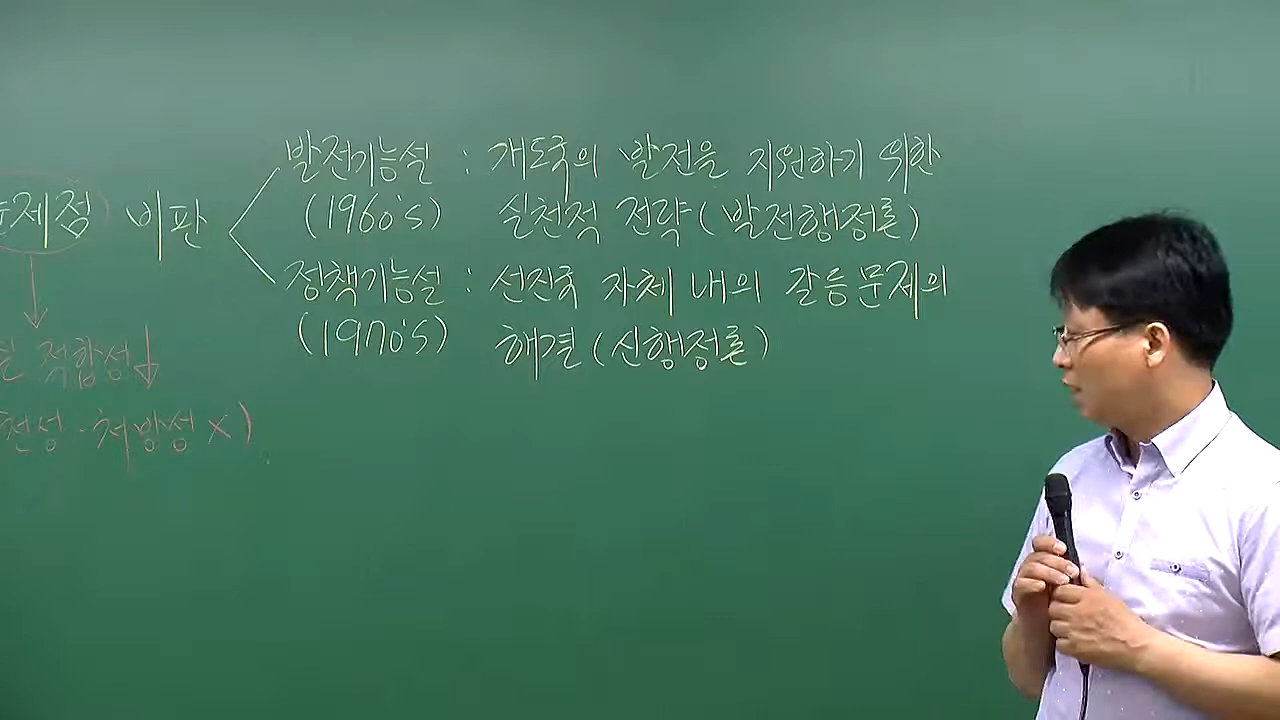 발전기능설 : 개도국의 발전을 지원하기 위한
(1960's) 실천적 전략(발전행정론)
문제점) 비판
정책기능설 : 선진국 자체 내의 갈등문제의
(1970's) 해결(신행정론)
적합성↓
천성·처방성 X)